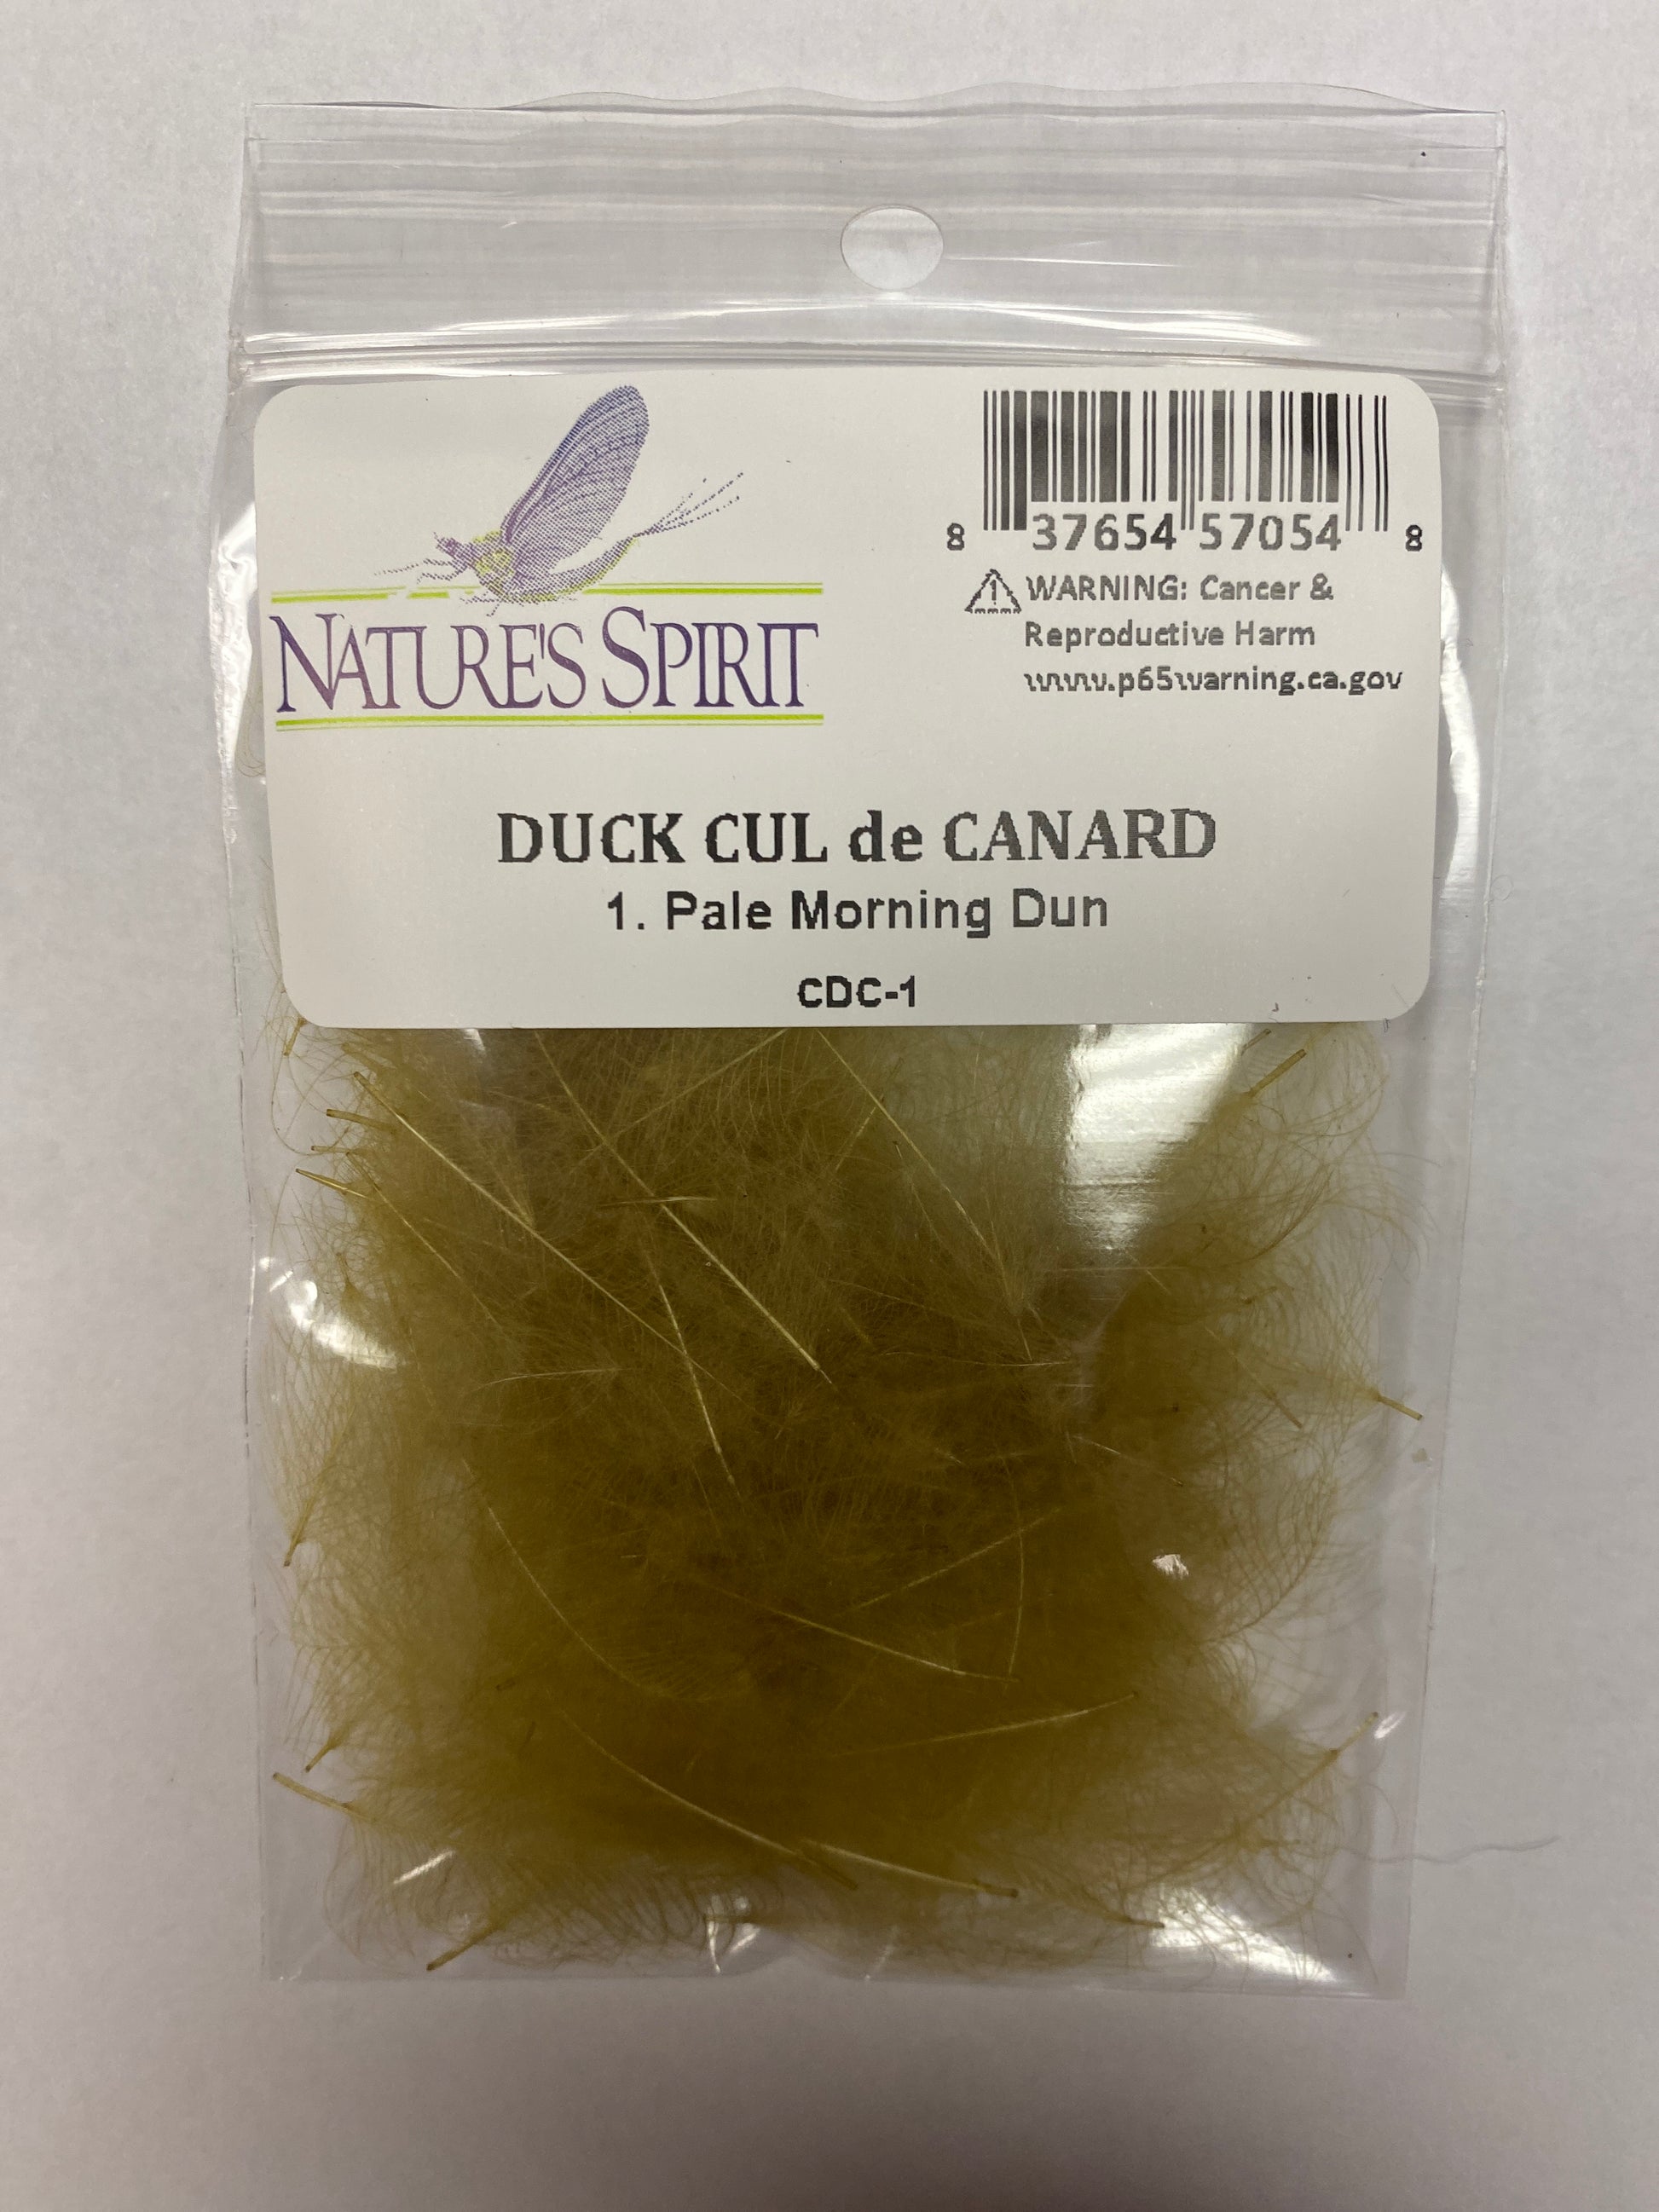 NATURE'S SPIRIT
8 37654 57054 8
WARNING: Cancer &
Reproductive Harm
www.p65warning.ca.gov
DUCK CUL de CANARD
1. Pale Morning Dun
CDC-1